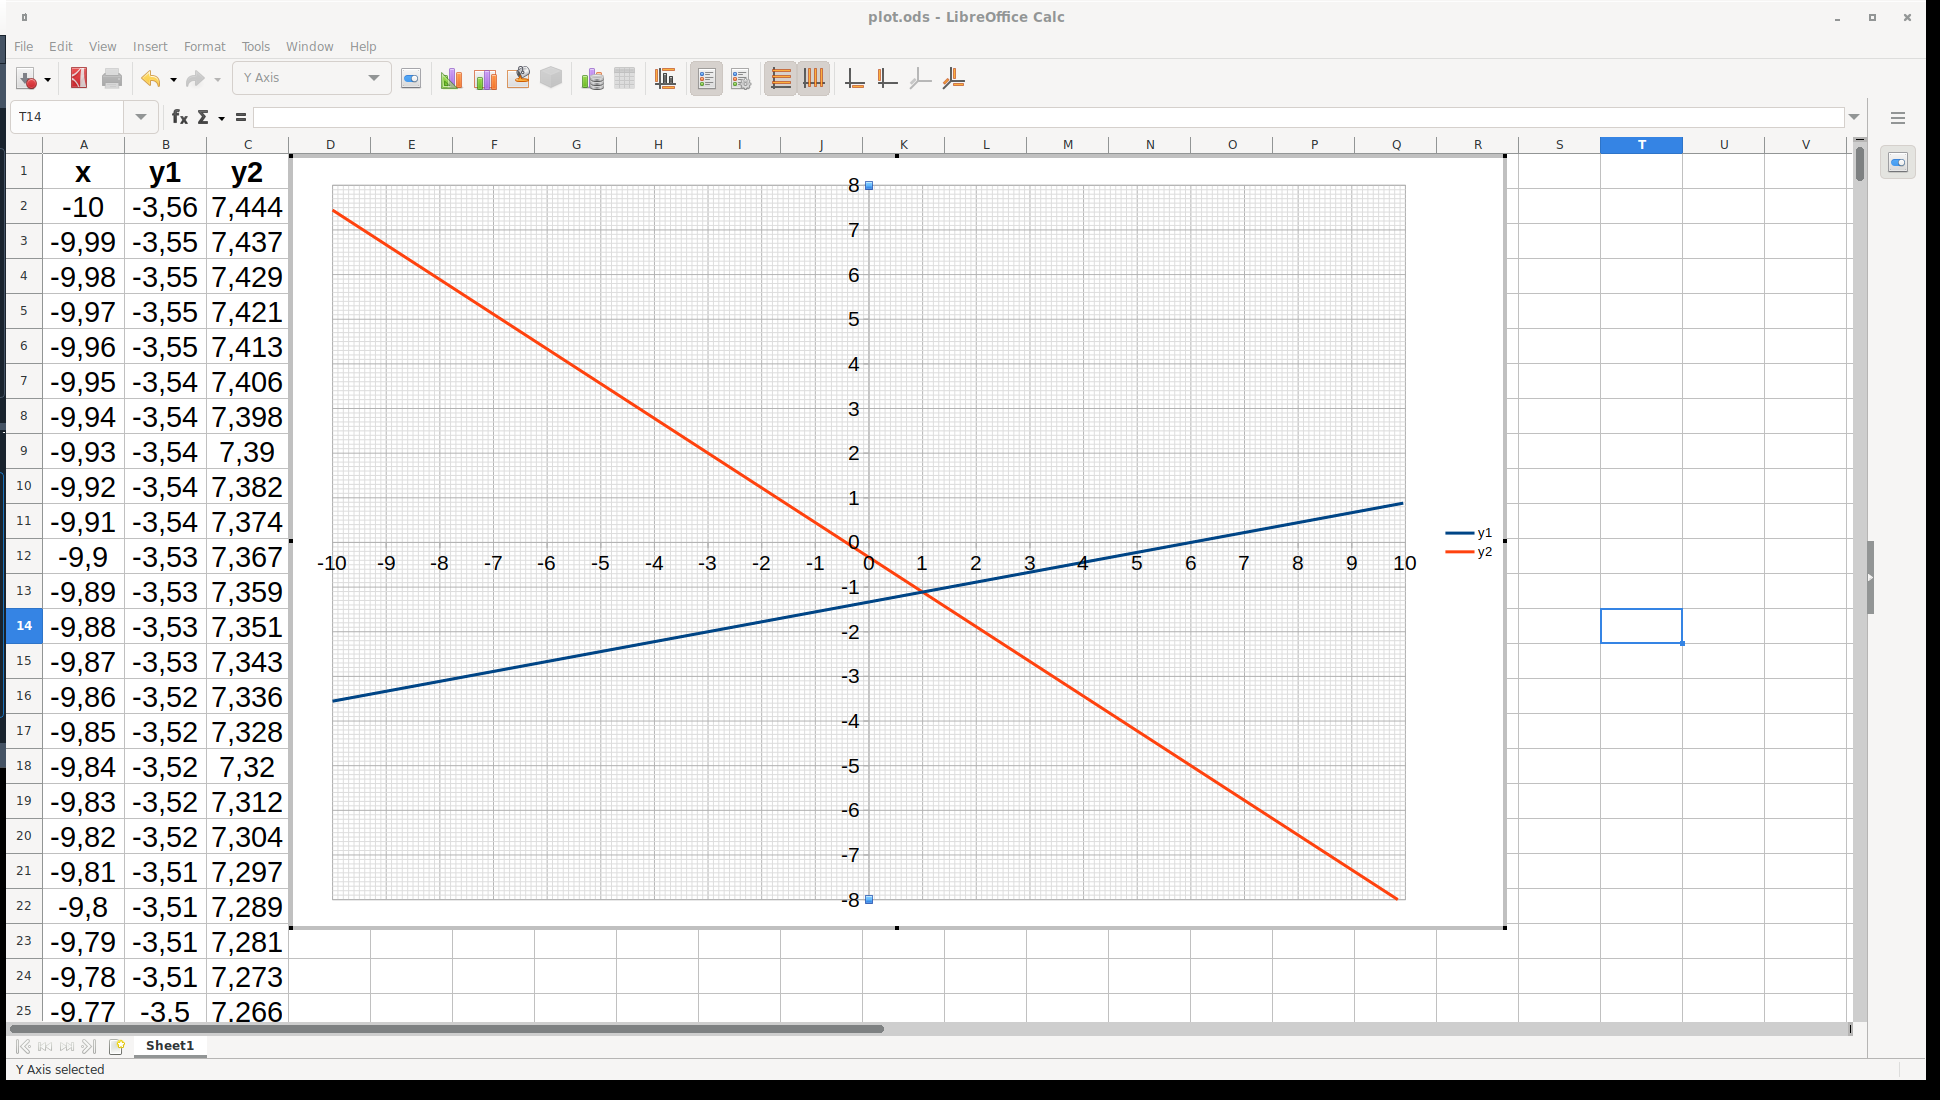 plot.ods - LibreOffice Calc
File Edit View Insert Format Tools Window Help
Y Axis
T14
A B C D E F G H I J K L M N O P Q R S T U V
1 x y1 y2
2 -10 -3,56 7,444
3 -9,99 -3,55 7,437
4 -9,98 -3,55 7,429
5 -9,97 -3,55 7,421
6 -9,96 -3,55 7,413
7 -9,95 -3,54 7,406
8 -9,94 -3,54 7,398
9 -9,93 -3,54 7,39
10 -9,92 -3,54 7,382
11 -9,91 -3,54 7,374
12 -9,9 -3,53 7,367
13 -9,89 -3,53 7,359
14 -9,88 -3,53 7,351
15 -9,87 -3,53 7,343
16 -9,86 -3,52 7,336
17 -9,85 -3,52 7,328
18 -9,84 -3,52 7,32
19 -9,83 -3,52 7,312
20 -9,82 -3,52 7,304
21 -9,81 -3,51 7,297
22 -9,8 -3,51 7,289
23 -9,79 -3,51 7,281
24 -9,78 -3,51 7,273
25 -9,77 -3,5 7,266
8
7
6
5
4
3
2
1
0
-10 -9 -8 -7 -6 -5 -4 -3 -2 -1 0 1 2 3 4 5 6 7 8 9 10
-1
-2
-3
-4
-5
-6
-7
-8
y1
y2
Sheet1
Y Axis selected